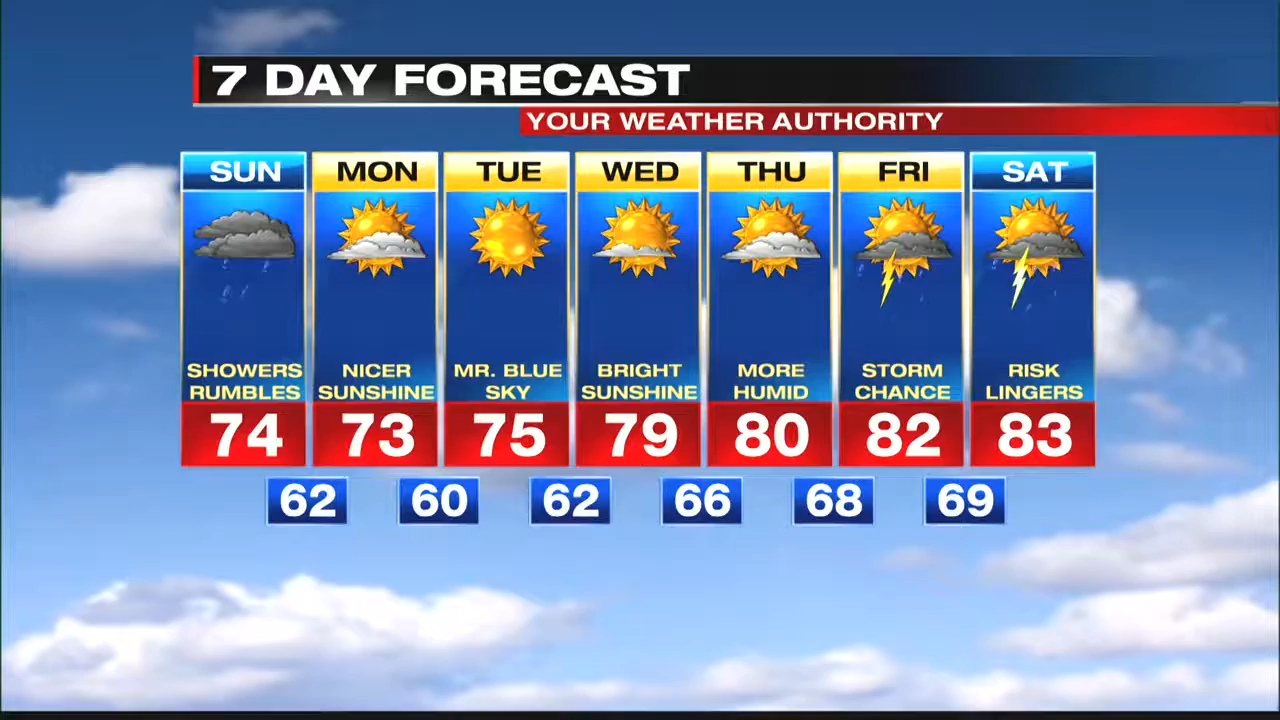 7 DAY FORECAST
YOUR WEATHER AUTHORITY
SUN MON TUE WED THU FRI SAT
SHOWERS NICER MR. BLUE BRIGHT MORE STORM RISK
RUMBLES SUNSHINE SKY SUNSHINE HUMID CHANCE LINGERS
74 73 75 79 80 82 83
62 60 62 66 68 69